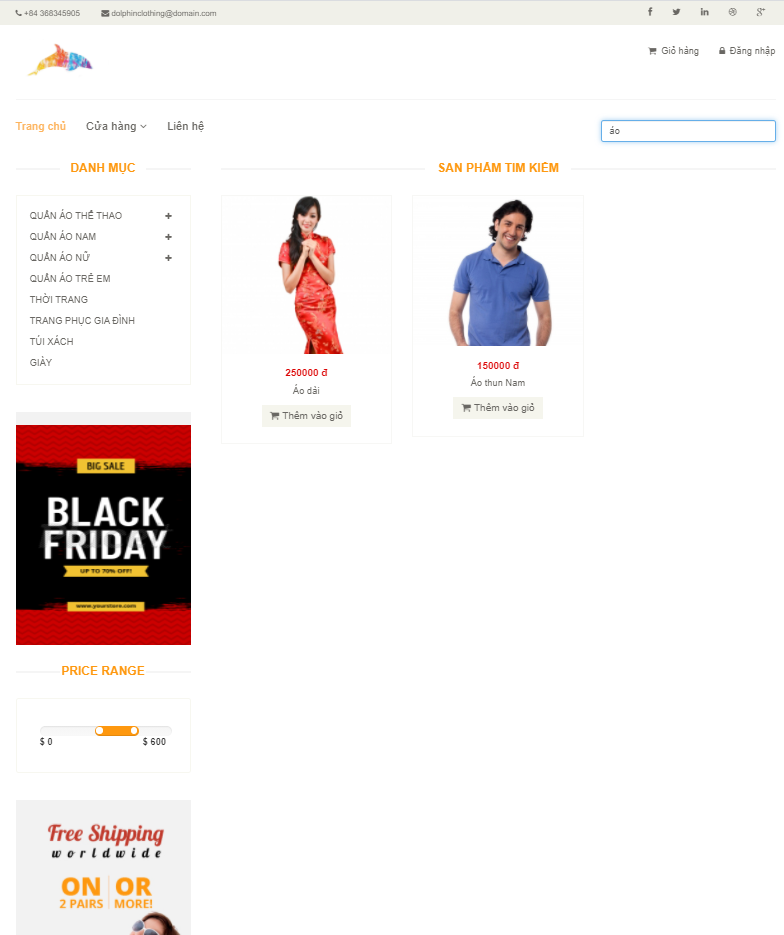 +84 368345905 dolphinclothing@domain.com
Giỏ hàng Đăng nhập
Trang chủ Cửa hàng Liên hệ
áo
DANH MỤC
QUẦN ÁO THỂ THAO
QUẦN ÁO NAM
QUẦN ÁO NỮ
QUẦN ÁO TRẺ EM
THỜI TRANG
TRANG PHỤC GIA ĐÌNH
TÚI XÁCH
GIÀY
SẢN PHẨM TÌM KIẾM
250000 đ
Áo dài
Thêm vào giỏ
150000 đ
Áo thun Nam
Thêm vào giỏ
BIG SALE
BLACK
FRIDAY
UP TO 70% OFF!
www.yourstore.com
PRICE RANGE
$ 0 $ 600
Free Shipping
worldwide
ON OR
2 PAIRS MORE!